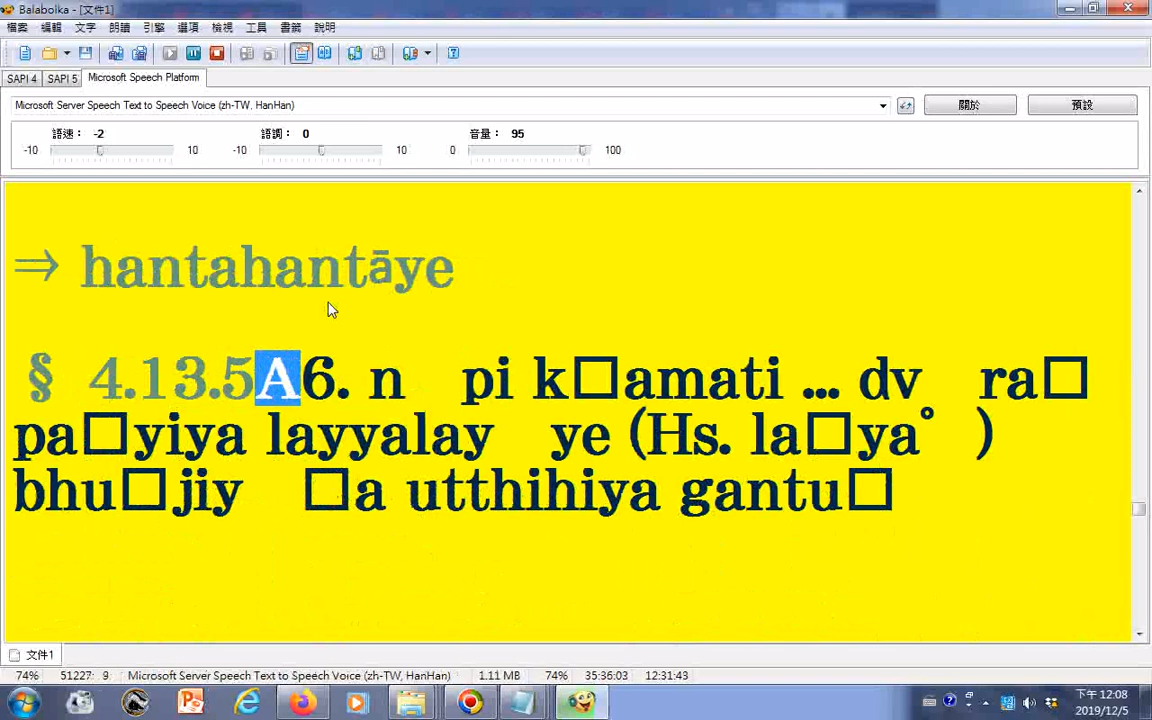 Balabolka - [文件1]
檔案 編輯 文字 朗讀 引擎 選項 檢視 工具 書籤 說明
SAPI 4 SAPI 5 Microsoft Speech Platform
Microsoft Server Speech Text to Speech Voice (zh-TW, HanHan) 關於 預設
語速： -2 語調： 0 音量： 95
-10 10 -10 10 0 100
⇒ hantahantāye
§ 4.13.5A6. n pi k□amati ... dv ra□
pa□yiya layyalay ye (Hs. la□ya° )
bhu□jiy □a utthihiya gantu□
文件1
74% 51227: 9 Microsoft Server Speech Text to Speech Voice (zh-TW, HanHan) 1.11 MB 74% 35:36:03 12:31:43
下午 12:08
2019/12/5